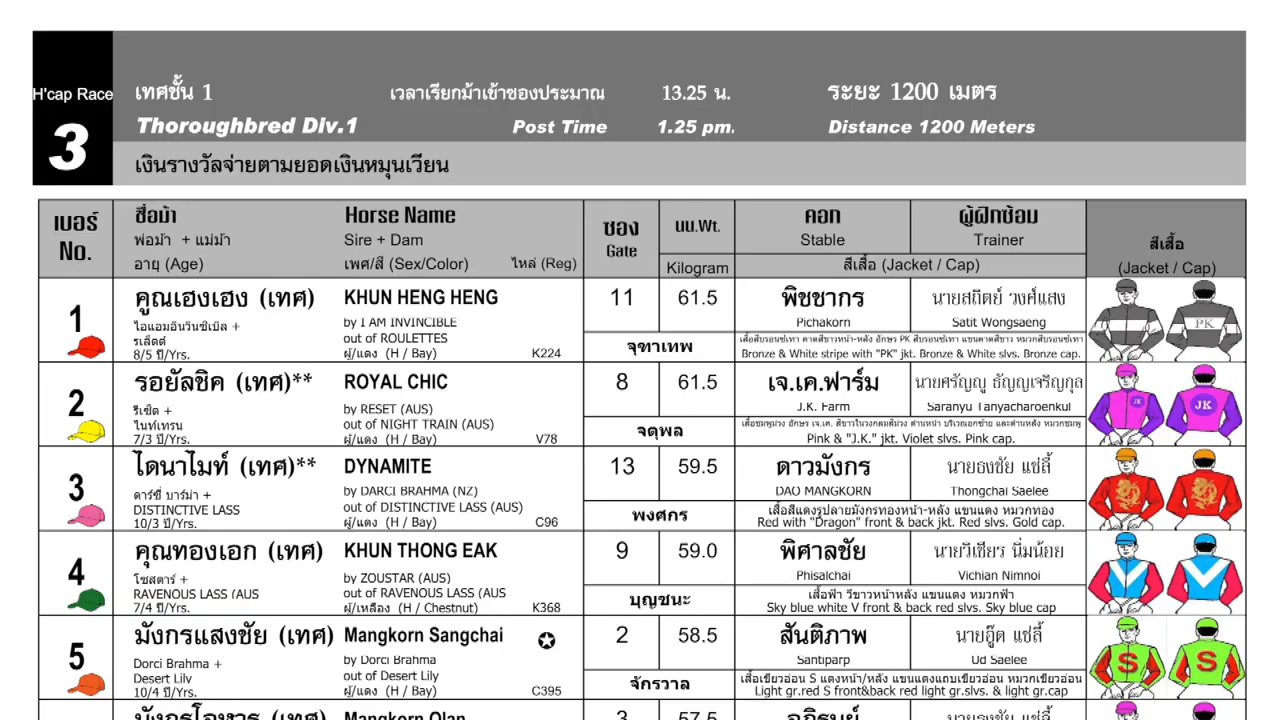 H'cap Race
3
เทศชั้น 1 เวลาเรียกม้าเข้าซองประมาณ 13.25 น. ระยะ 1200 เมตร
Thoroughbred Div.1 Post Time 1.25 pm. Distance 1200 Meters
เงินรางวัลจ่ายตามยอดเงินหมุนเวียน
เบอร์ ชื่อม้า Horse Name ซอง นน.Wt. คอก ผู้ฝึกซ้อม สีเสื้อ
No. พ่อม้า + แม่ม้า Sire + Dam Gate Stable Trainer
อายุ (Age) เพศ/สี (Sex/Color) ไหล่ (Reg) Kilogram สีเสื้อ (Jacket / Cap) (Jacket / Cap)
1 คูณเฮงเฮง (เทศ) KHUN HENG HENG 11 61.5 พิชชากร นายสถิตย์ วงศ์แสง
ไอแอมอินวินซิเบิล + by I AM INVINCIBLE Pichakorn Satit Wongsaeng
รูเล็ตต์ out of ROULETTES จุฑาเทพ เสื้อสีบรอนซ์เทา คาดสีขาวหน้า-หลัง อักษร PK สีบรอนซ์เทา แขนคาดสีขาว หมวกสีบรอนซ์เทา
8/5 ปี/Yrs. ผู้/แดง (H / Bay) K224 Bronze & White stripe with "PK" jkt. Bronze & White slvs. Bronze cap.
PK
2 รอยัลชิค (เทศ)** ROYAL CHIC 8 61.5 เจ.เค.ฟาร์ม นายศรัญญู ธัญญเจริญกุล
รีเซ็ต + by RESET (AUS) J.K. Farm Saranyu Tanyacharoenkul
ไนท์เทรน out of NIGHT TRAIN (AUS) จตุพล เสื้อชมพูม่วง อักษร เจ.เค. สีขาวในวงกลมสีม่วง ด้านหน้า บริเวณอกซ้าย และด้านหลัง หมวกชมพู
7/3 ปี/Yrs. ผู้/แดง (H / Bay) V78 Pink & "J.K." jkt. Violet slvs. Pink cap.
JK JK
3 ไดนาไมท์ (เทศ)** DYNAMITE 13 59.5 ดาวมังกร นายธงชัย แซ่ลี้
ดาร์ซี่ บาร์ม่า + by DARCI BRAHMA (NZ) DAO MANGKORN Thongchai Saelee
DISTINCTIVE LASS out of DISTINCTIVE LASS (AUS) พงศกร เสื้อสีแดงรูปลายมังกรทองหน้า-หลัง แขนแดง หมวกทอง
10/3 ปี/Yrs. ผู้/แดง (H / Bay) C96 Red with "Dragon" front & back jkt. Red slvs. Gold cap.
4 คุณทองเอก (เทศ) KHUN THONG EAK 9 59.0 พิศาลชัย นายวิเชียร นิ่มน้อย
โซสตาร์ + by ZOUSTAR (AUS) Phisalchai Vichian Nimnoi
RAVENOUS LASS (AUS out of RAVENOUS LASS (AUS บุญชนะ เสื้อฟ้า วีขาวหน้าหลัง แขนแดง หมวกฟ้า
7/4 ปี/Yrs. ผู้/เหลือง (H / Chestnut) K368 Sky blue white V front & back red slvs. Sky blue cap
5 มังกรแสงชัย (เทศ) Mangkorn Sangchai 2 58.5 สันติภาพ นายอู๊ด แซ่ลี้
Dorci Brahma + by Dorci Brahma Santiparp Ud Saelee
Desert Lily out of Desert Lily จักรวาล เสื้อเขียวอ่อน S แดงหน้า/หลัง แขนแดงแถบเขียวอ่อน หมวกเขียวอ่อน
10/4 ปี/Yrs. ผู้/แดง (H / Bay) C395 Light gr.red S front&back red light gr.slvs. & light gr.cap
S S
มังกรโอฬาร (เทศ) Mangkorn Olan 3 57.5 อภิรมย์ นายธงชัย แซ่ลี้